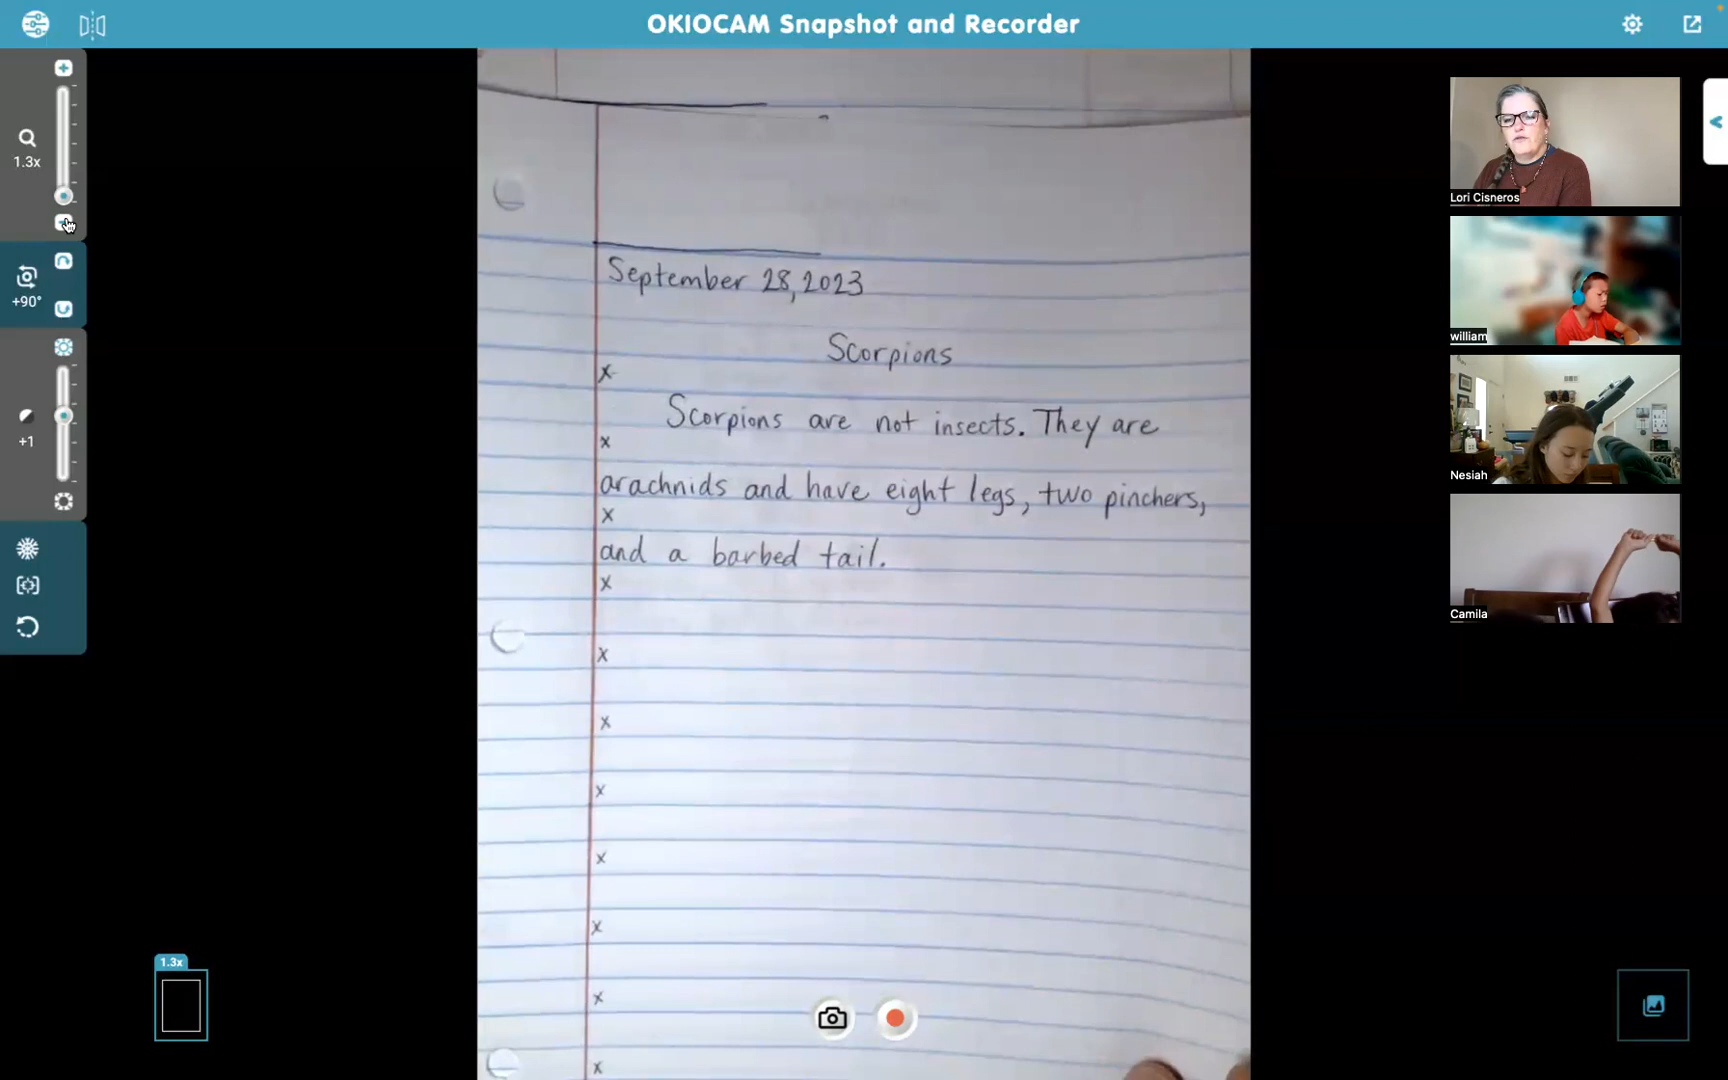 OKIOCAM Snapshot and Recorder
1.3x
+90°
+1
September 28, 2023
Scorpions
x
Scorpions are not insects. They are
x
arachnids and have eight legs, two pinchers,
x
and a barbed tail.
x
x
x
x
x
x
x
x
1.3x
Lori Cisneros
william
Nesiah
Camila